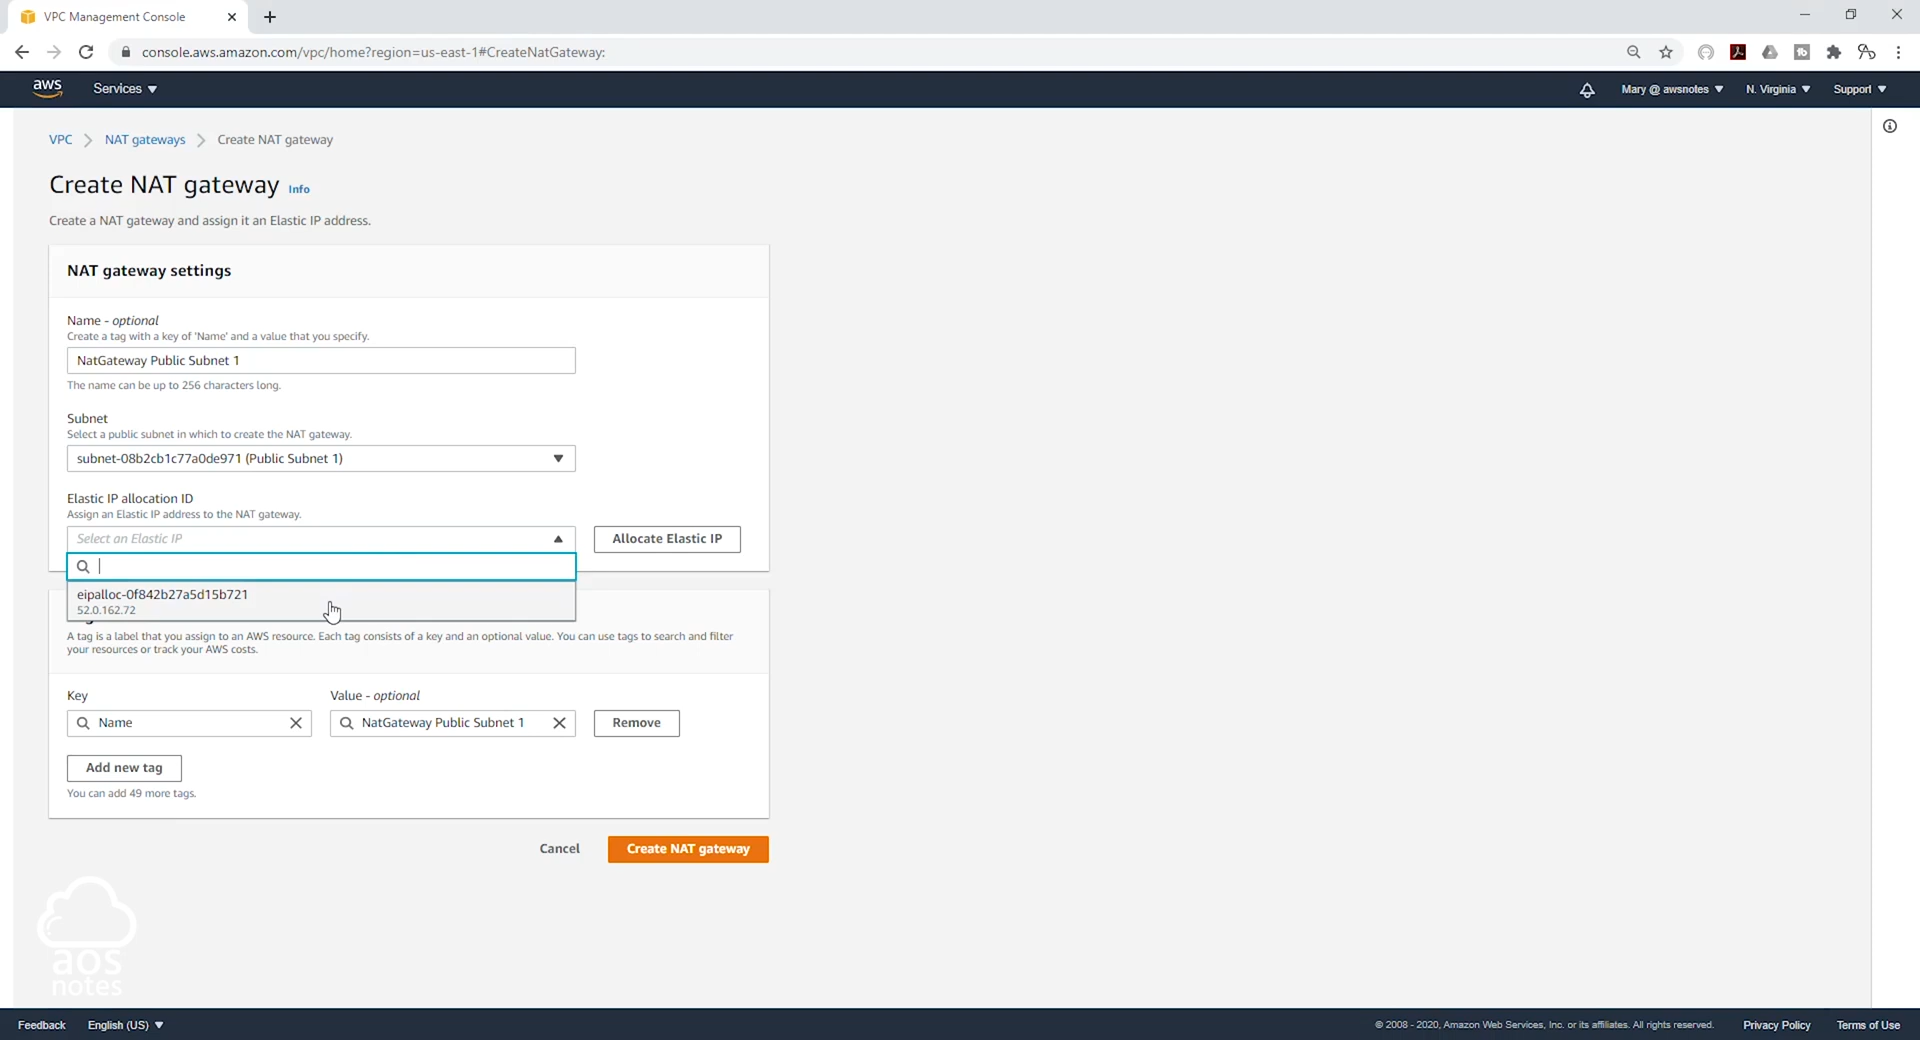 VPC Management Console
console.aws.amazon.com/vpc/home?region=us-east-1#CreateNatGateway:
aws
Services
Mary @ awsnotes
N. Virginia
Support
VPC
NAT gateways
Create NAT gateway
Create NAT gateway
Info
Create a NAT gateway and assign it an Elastic IP address.
NAT gateway settings
Name - optional
Create a tag with a key of 'Name' and a value that you specify.
NatGateway Public Subnet 1
The name can be up to 256 characters long.
Subnet
Select a public subnet in which to create the NAT gateway.
subnet-08b2cb1c77a0de971 (Public Subnet 1)
Elastic IP allocation ID
Assign an Elastic IP address to the NAT gateway.
Select an Elastic IP
Allocate Elastic IP
eipalloc-0f842b27a5d15b721
52.0.162.72
A tag is a label that you assign to an AWS resource. Each tag consists of a key and an optional value. You can use tags to search and filter
your resources or track your AWS costs.
Key
Value - optional
Name
NatGateway Public Subnet 1
Remove
Add new tag
You can add 49 more tags.
Cancel
Create NAT gateway
aos
notes
Feedback
English (US)
© 2008 - 2020, Amazon Web Services, Inc. or its affiliates. All rights reserved.
Privacy Policy
Terms of Use